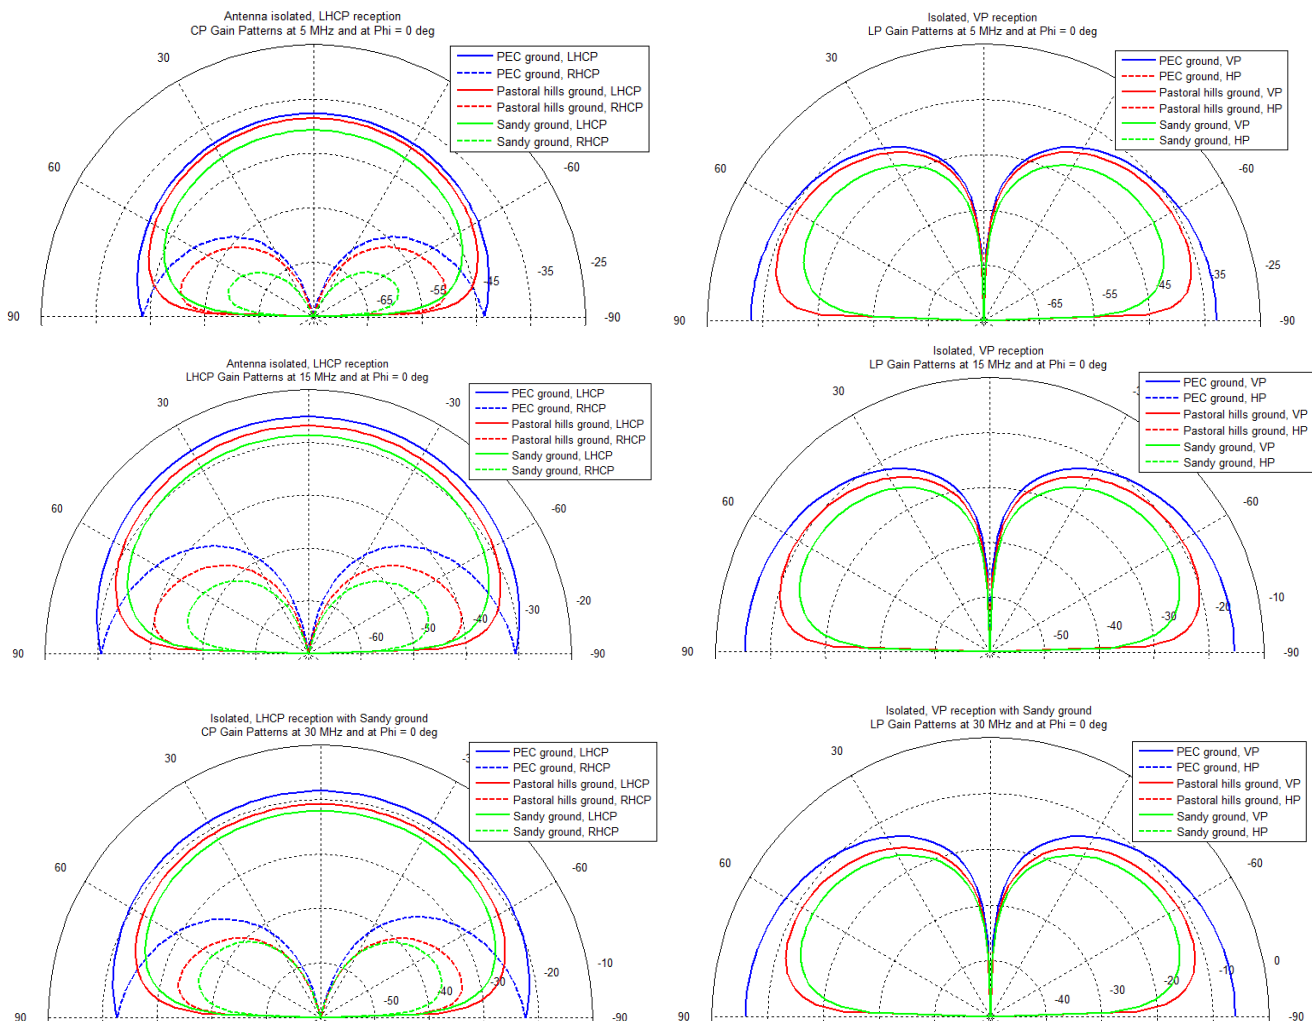 Antenna isolated, LHCP reception
CP Gain Patterns at 5 MHz and at Phi = 0 deg
30
60
90
-60
-90
-25
-35
-45
-55
-65
PEC ground, LHCP
PEC ground, RHCP
Pastoral hills ground, LHCP
Pastoral hills ground, RHCP
Sandy ground, LHCP
Sandy ground, RHCP
Isolated, VP reception
LP Gain Patterns at 5 MHz and at Phi = 0 deg
30
60
90
-60
-90
-25
-35
-45
-55
-65
PEC ground, VP
PEC ground, HP
Pastoral hills ground, VP
Pastoral hills ground, HP
Sandy ground, VP
Sandy ground, HP
Antenna isolated, LHCP reception
LHCP Gain Patterns at 15 MHz and at Phi = 0 deg
30
-30
60
90
-60
-90
-20
-30
-40
-50
-60
PEC ground, LHCP
PEC ground, RHCP
Pastoral hills ground, LHCP
Pastoral hills ground, RHCP
Sandy ground, LHCP
Sandy ground, RHCP
Isolated, VP reception
LP Gain Patterns at 15 MHz and at Phi = 0 deg
30
60
90
-60
-90
-10
-20
-30
-40
-50
PEC ground, VP
PEC ground, HP
Pastoral hills ground, VP
Pastoral hills ground, HP
Sandy ground, VP
Sandy ground, HP
Isolated, LHCP reception with Sandy ground
CP Gain Patterns at 30 MHz and at Phi = 0 deg
30
60
90
-60
-90
-10
-20
-30
-40
-50
PEC ground, LHCP
PEC ground, RHCP
Pastoral hills ground, LHCP
Pastoral hills ground, RHCP
Sandy ground, LHCP
Sandy ground, RHCP
Isolated, VP reception with Sandy ground
LP Gain Patterns at 30 MHz and at Phi = 0 deg
30
60
90
-60
-90
0
-10
-20
-30
-40
PEC ground, VP
PEC ground, HP
Pastoral hills ground, VP
Pastoral hills ground, HP
Sandy ground, VP
Sandy ground, HP